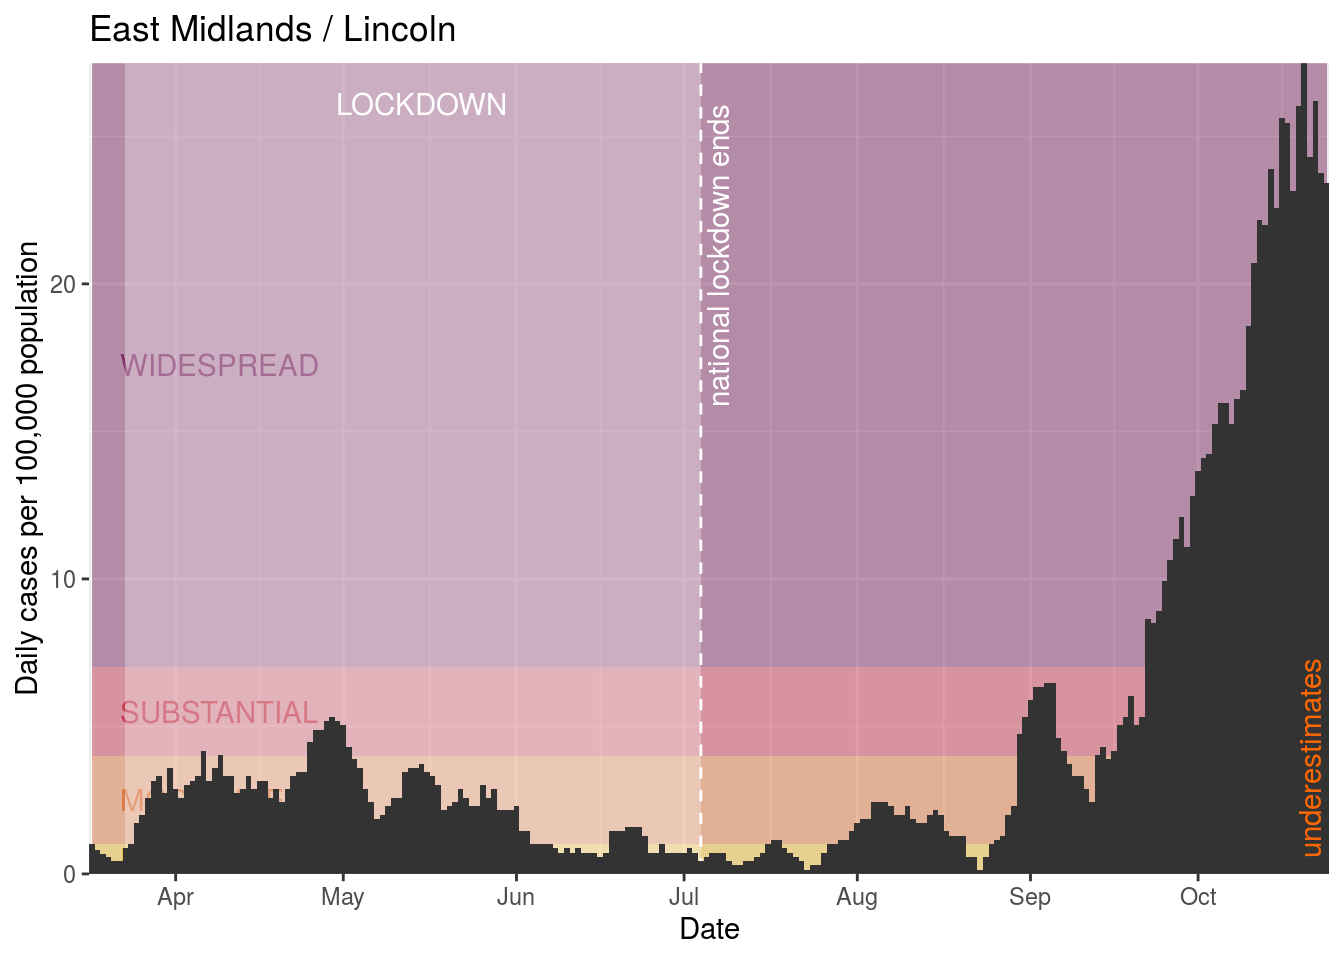 East Midlands / Lincoln
LOCKDOWN
national lockdown ends
WIDESPREAD
SUBSTANTIAL
underestimates
Daily cases per 100,000 population
20
10
0
Apr
May
Jun
Jul
Aug
Sep
Oct
Date